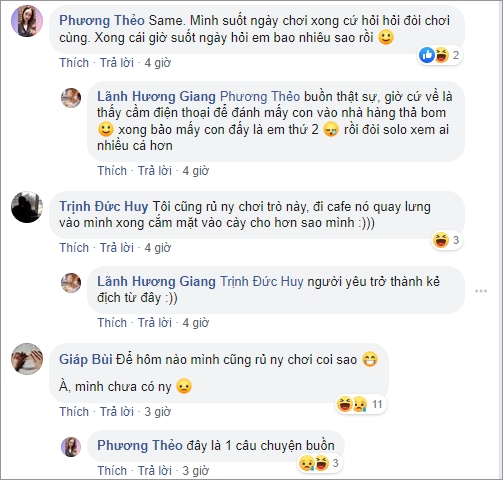 Phương Thẻo Same. Mình suốt ngày chơi xong cứ hỏi hỏi đòi chơi
cùng. Xong cái giờ suốt ngày hỏi em bao nhiêu sao rồi 🙂
2
Thích · Trả lời · 4 giờ
Lãnh Hương Giang Phương Thẻo buồn thật sự, giờ cứ về là
thấy cầm điện thoại để đánh mấy con vào nhà hàng thả bom
🙂 xong bảo mấy con đấy là em thứ 2 😪 rồi đòi solo xem ai
nhiều cá hơn
Thích · Trả lời · 4 giờ
Trịnh Đức Huy Tôi cũng rủ ny chơi trò này, đi cafe nó quay lưng
vào mình xong cắm mặt vào cày cho hơn sao mình :)))
3
Thích · Trả lời · 4 giờ
Lãnh Hương Giang Trịnh Đức Huy người yêu trở thành kẻ
địch từ đây :))
Thích · Trả lời · 4 giờ
Giáp Bùi Để hôm nào mình cũng rủ ny chơi coi sao 😁
À, mình chưa có ny 😞
11
Thích · Trả lời · 3 giờ
Phương Thẻo đây là 1 câu chuyện buồn
3
Thích · Trả lời · 3 giờ